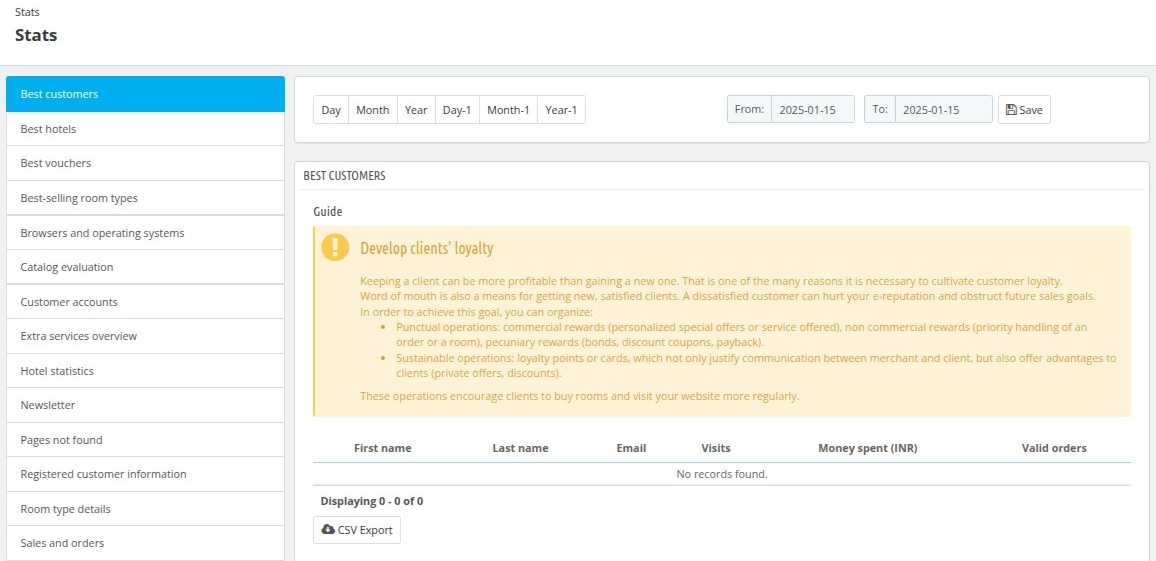 Stats
Stats
Best customers
Best hotels
Best vouchers
Best-selling room types
Browsers and operating systems
Catalog evaluation
Customer accounts
Extra services overview
Hotel statistics
Newsletter
Pages not found
Registered customer information
Room type details
Sales and orders
Day Month Year Day-1 Month-1 Year-1 From: 2025-01-15 To: 2025-01-15 Save
BEST CUSTOMERS
Guide
Develop clients' loyalty
Keeping a client can be more profitable than gaining a new one. That is one of the many reasons it is necessary to cultivate customer loyalty.
Word of mouth is also a means for getting new, satisfied clients. A dissatisfied customer can hurt your e-reputation and obstruct future sales goals.
In order to achieve this goal, you can organize:
• Punctual operations: commercial rewards (personalized special offers or service offered), non commercial rewards (priority handling of an
order or a room), pecuniary rewards (bonds, discount coupons, payback).
• Sustainable operations: loyalty points or cards, which not only justify communication between merchant and client, but also offer advantages to
clients (private offers, discounts).
These operations encourage clients to buy rooms and visit your website more regularly.
First name Last name Email Visits Money spent (INR) Valid orders
No records found.
Displaying 0 - 0 of 0
CSV Export